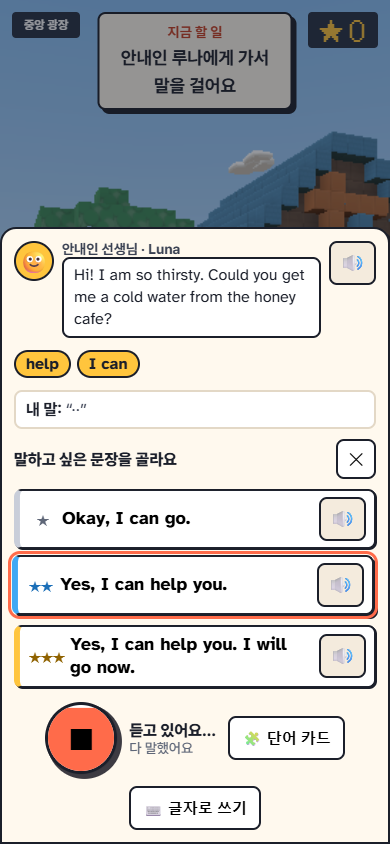 중앙 광장
지금 할 일
안내인 루나에게 가서
말을 걸어요
0
안내인 선생님 · Luna
Hi! I am so thirsty. Could you get
me a cold water from the honey
cafe?
help
I can
내 말: “··”
말하고 싶은 문장을 골라요
★ Okay, I can go.
★★ Yes, I can help you.
★★★ Yes, I can help you. I will
go now.
듣고 있어요...
다 말했어요
단어 카드
글자로 쓰기